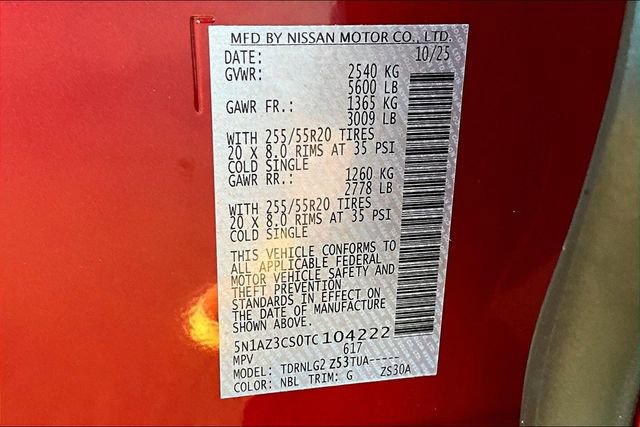 MFD BY NISSAN MOTOR CO., LTD.
DATE: 10/25
GVWR: 2540 KG
5600 LB
GAWR FR.: 1365 KG
3009 LB
WITH 255/55R20 TIRES
20 X 8.0 RIMS AT 35 PSI
COLD SINGLE
GAWR RR.: 1260 KG
2778 LB
WITH 255/55R20 TIRES
20 X 8.0 RIMS AT 35 PSI
COLD SINGLE
THIS VEHICLE CONFORMS TO
ALL APPLICABLE FEDERAL
MOTOR VEHICLE SAFETY AND
THEFT PREVENTION
STANDARDS IN EFFECT ON
THE DATE OF MANUFACTURE
SHOWN ABOVE.
5N1AZ3CS0TC104222
MPV 617
MODEL: TDRNLG2 Z53TUA-----
COLOR: NBL TRIM: G ZS30A